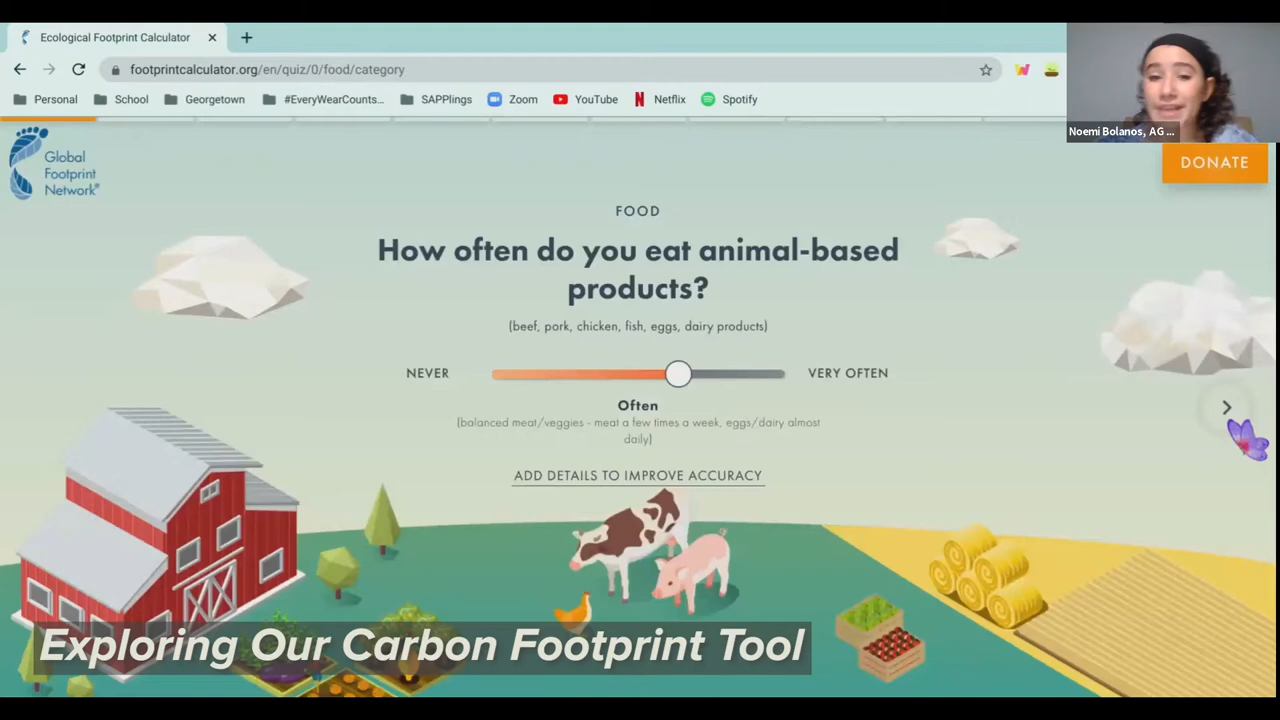 Ecological Footprint Calculator
footprintcalculator.org/en/quiz/0/food/category
Personal
School
Georgetown
#EveryWearCounts...
SAPPlings
Zoom
YouTube
Netflix
Spotify
Noemi Bolanos, AG ...
Global
Footprint
Network®
DONATE
FOOD
How often do you eat animal-based
products?
(beef, pork, chicken, fish, eggs, dairy products)
NEVER
VERY OFTEN
Often
(balanced meat/veggies - meat a few times a week, eggs/dairy almost
daily)
ADD DETAILS TO IMPROVE ACCURACY
Exploring Our Carbon Footprint Tool